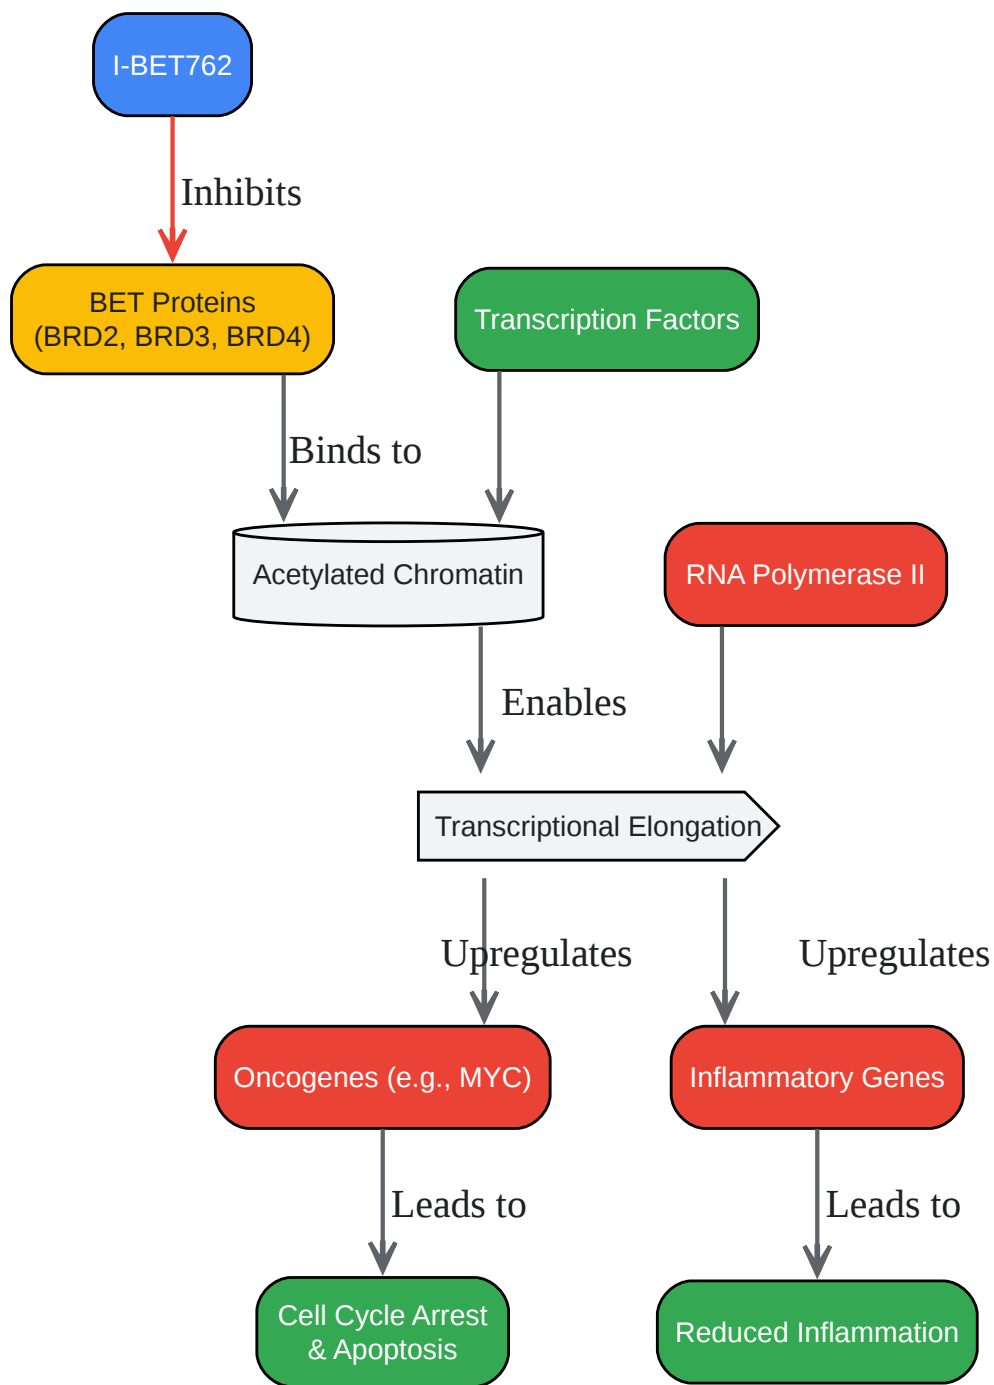 I-BET762
Inhibits
BET Proteins
(BRD2, BRD3, BRD4)
Transcription Factors
Binds to
Acetylated Chromatin
RNA Polymerase II
Enables
Transcriptional Elongation
Upregulates
Upregulates
Oncogenes (e.g., MYC)
Inflammatory Genes
Leads to
Leads to
Cell Cycle Arrest
& Apoptosis
Reduced Inflammation